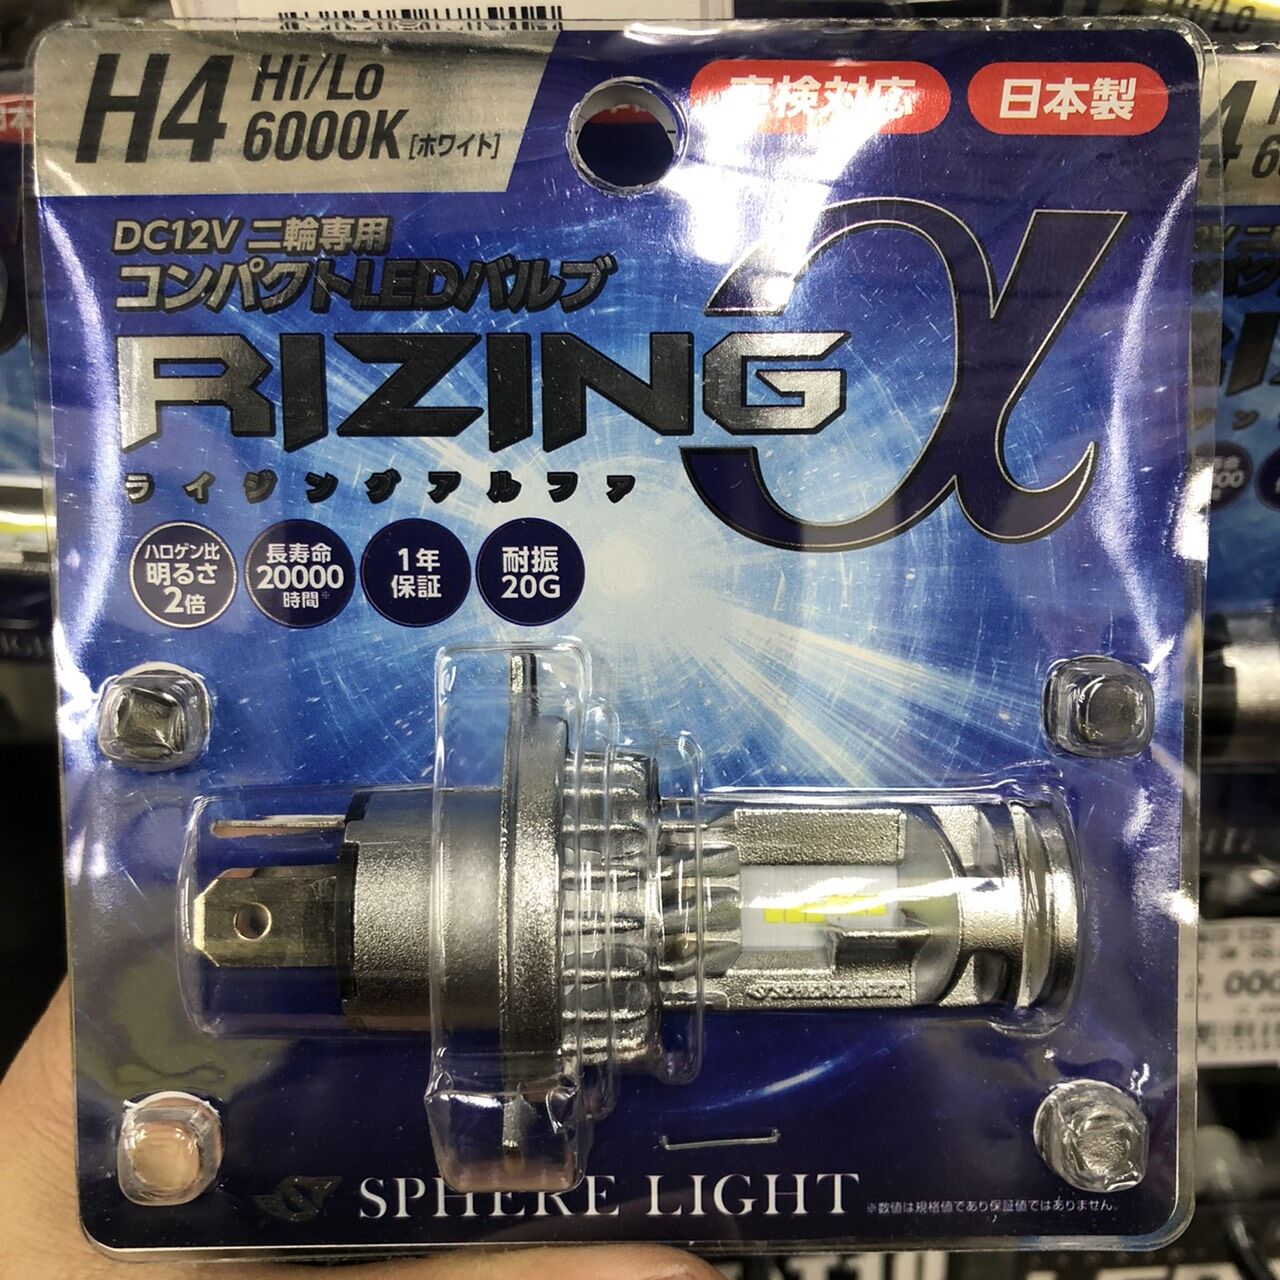 H4 Hi/Lo
6000K [ホワイト]
車検対応
日本製
DC12V 二輪専用
コンパクトLEDバルブ
RIZING α
ライジングアルファ
ハロゲン比
明るさ
2倍
長寿命
20000
時間※
1年
保証
耐振
20G
SPHERE LIGHT
※数値は規格値であり保証値ではありません。